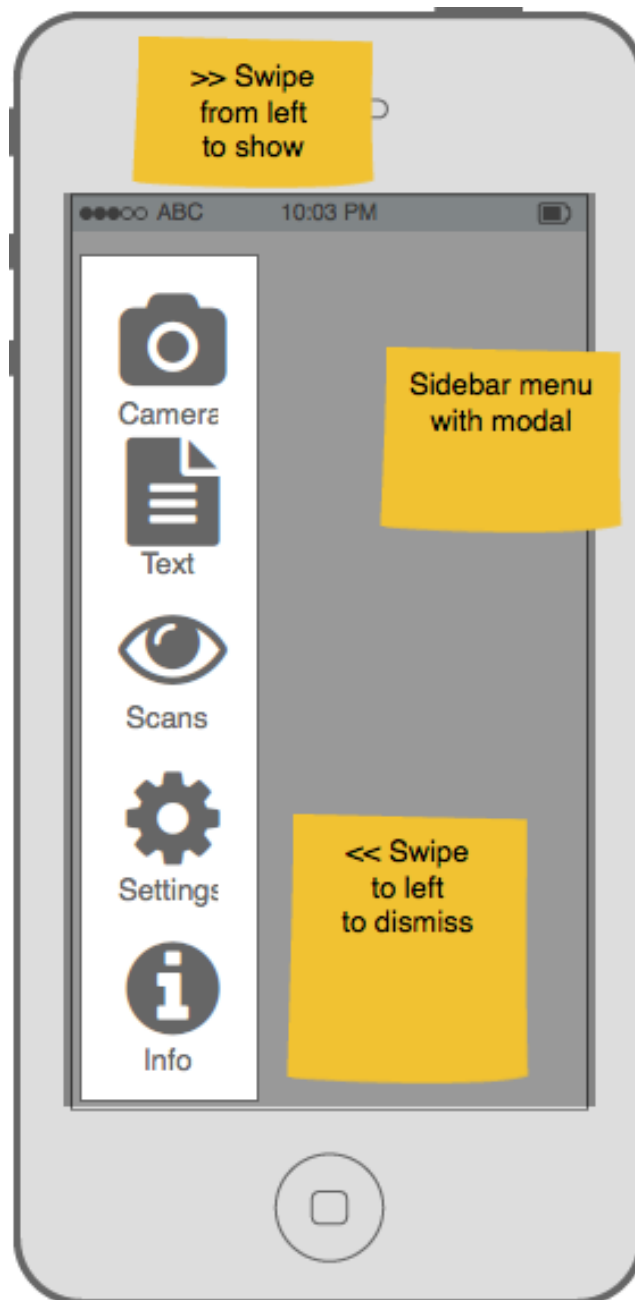 >> Swipe
from left
to show
ABC 10:03 PM
Camera
Sidebar menu
with modal
Text
Scans
<< Swipe
to left
to dismiss
Settings
Info